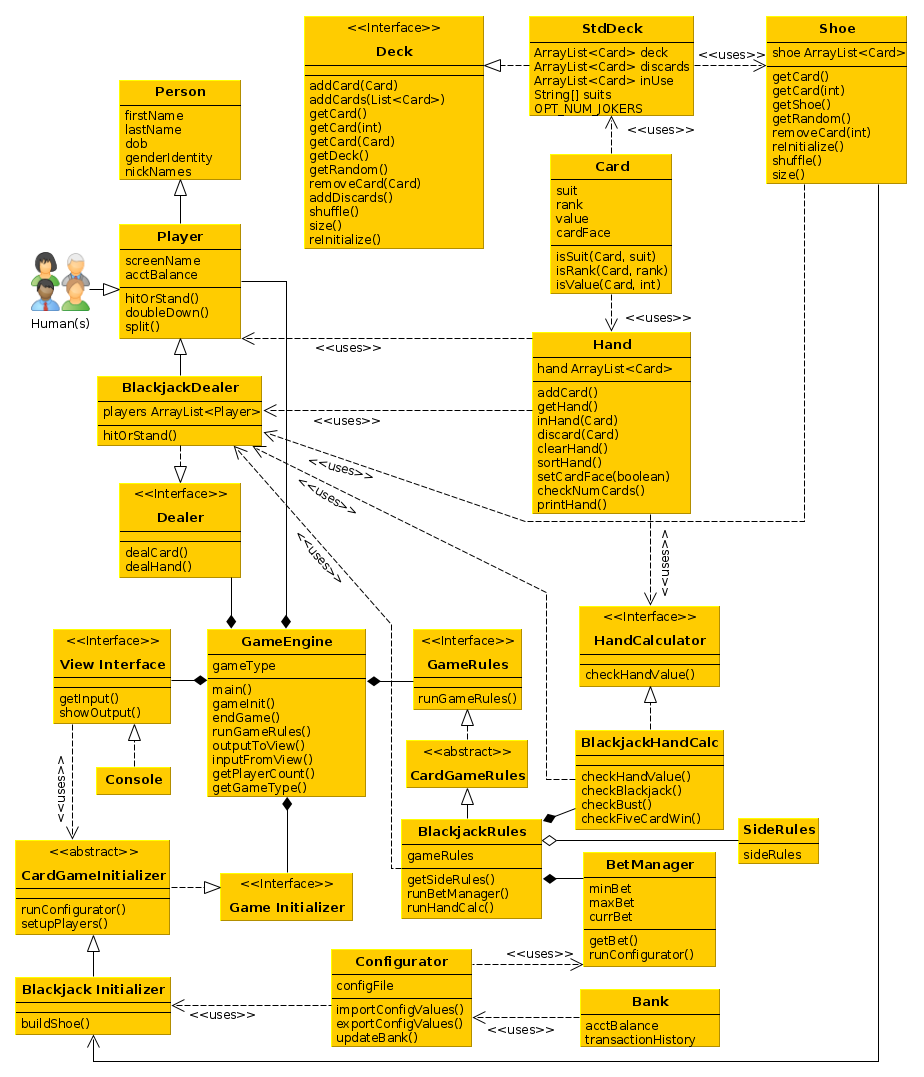 <<Interface>>
Deck
addCard(Card)
addCards(List<Card>)
getCard()
getCard(int)
getCard(Card)
getDeck()
getRandom()
removeCard(Card)
addDiscards()
shuffle()
size()
reInitialize()
StdDeck
ArrayList<Card> deck
ArrayList<Card> discards
ArrayList<Card> inUse
String[] suits
OPT_NUM_JOKERS
<<uses>>
Shoe
shoe ArrayList<Card>
getCard()
getCard(int)
getShoe()
getRandom()
removeCard(int)
reInitialize()
shuffle()
size()
Person
firstName
lastName
dob
genderIdentity
nickNames
<<uses>>
Card
suit
rank
value
cardFace
isSuit(Card, suit)
isRank(Card, rank)
isValue(Card, int)
<<uses>>
Player
screenName
acctBalance
hitOrStand()
doubleDown()
split()
Human(s)
<<uses>>
Hand
hand ArrayList<Card>
addCard()
getHand()
inHand(Card)
discard(Card)
clearHand()
sortHand()
setCardFace(boolean)
checkNumCards()
printHand()
BlackjackDealer
players ArrayList<Player>
hitOrStand()
<<uses>>
<<uses>>
<<uses>>
<<uses>>
<<uses>>
<<Interface>>
Dealer
dealCard()
dealHand()
<<Interface>>
HandCalculator
checkHandValue()
<<Interface>>
View Interface
getInput()
showOutput()
GameEngine
gameType
main()
gameInit()
endGame()
runGameRules()
outputToView()
inputFromView()
getPlayerCount()
getGameType()
<<Interface>>
GameRules
runGameRules()
<<abstract>>
CardGameRules
BlackjackHandCalc
checkHandValue()
checkBlackjack()
checkBust()
checkFiveCardWin()
Console
<<uses>>
BlackjackRules
gameRules
getSideRules()
runBetManager()
runHandCalc()
SideRules
sideRules
<<abstract>>
CardGameInitializer
runConfigurator()
setupPlayers()
<<Interface>>
Game Initializer
BetManager
minBet
maxBet
currBet
getBet()
runConfigurator()
<<uses>>
Configurator
configFile
importConfigValues()
exportConfigValues()
updateBank()
Blackjack Initializer
buildShoe()
<<uses>>
<<uses>>
Bank
acctBalance
transactionHistory